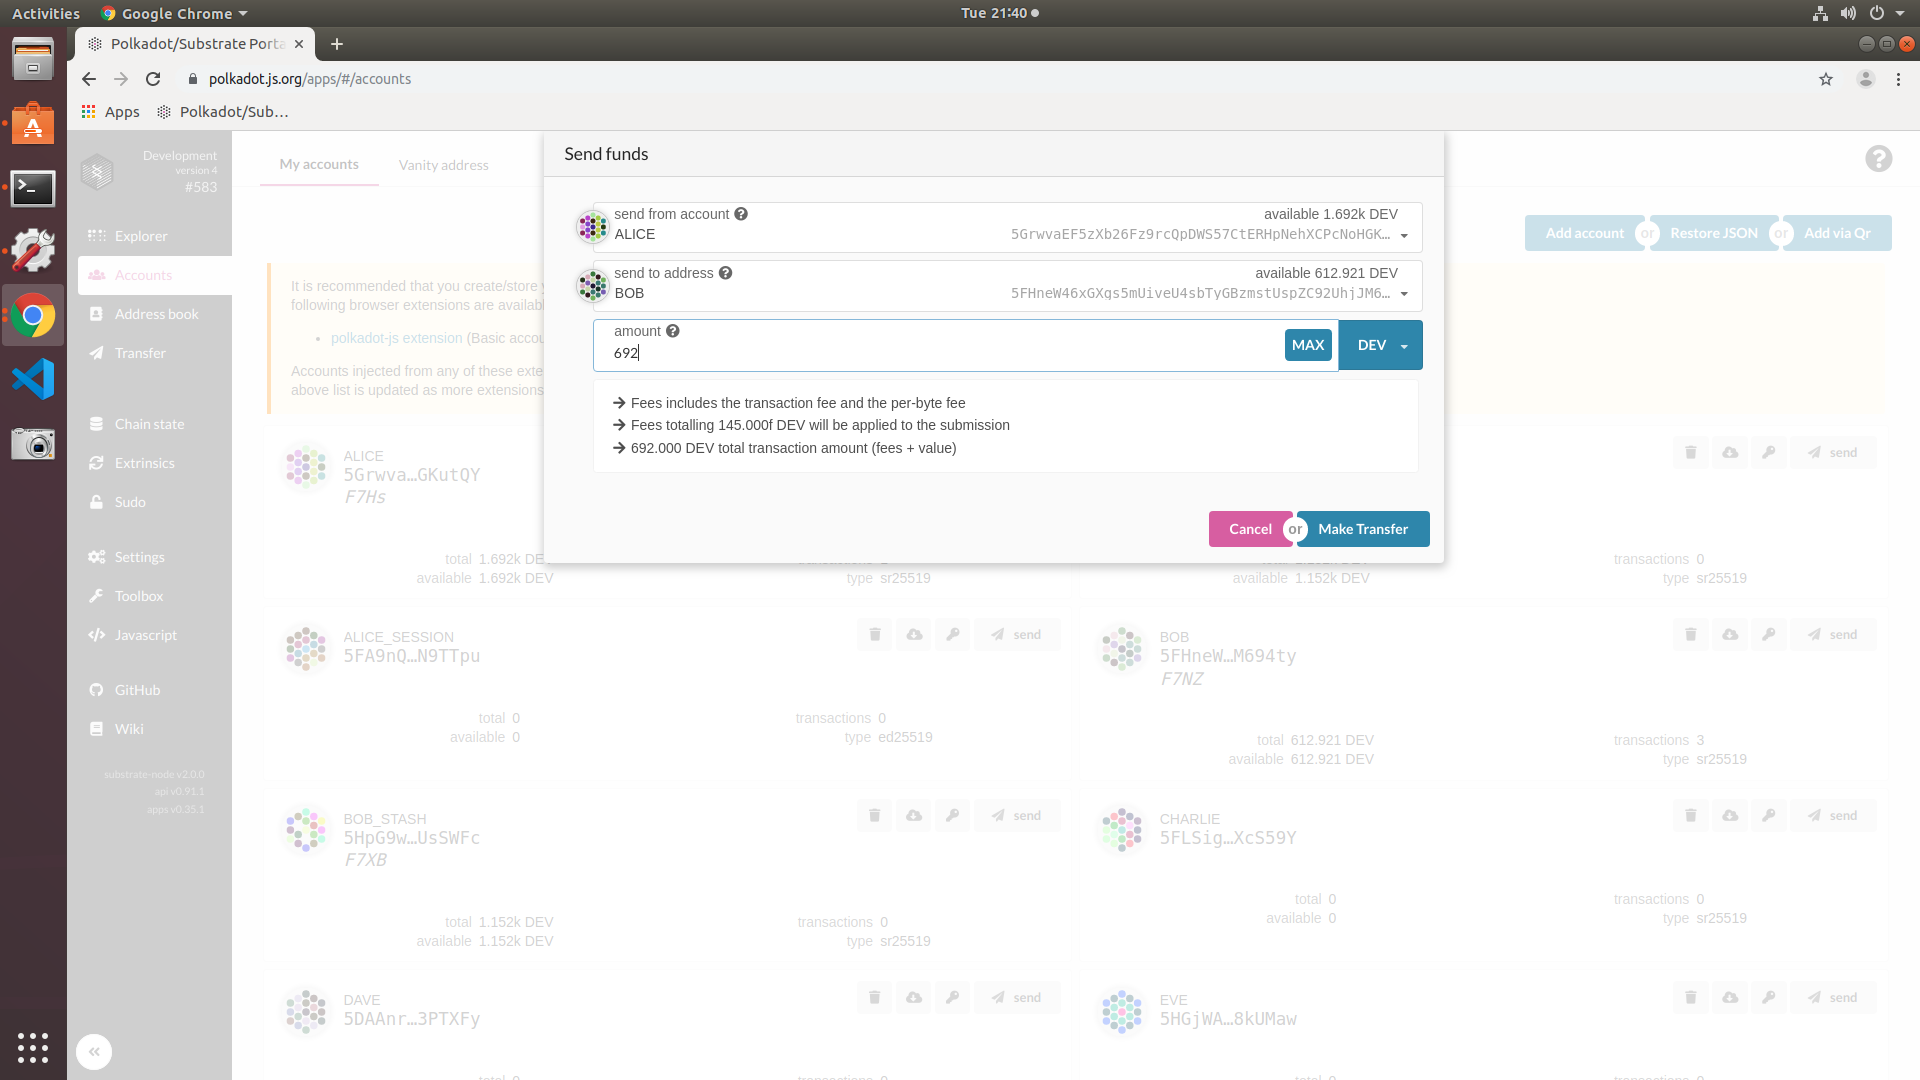 Activities
Google Chrome
Tue 21:40
Polkadot/Substrate Porta
polkadot.js.org/apps/#/accounts
Apps
Polkadot/Sub…
Development
version 4
#583
Explorer
Accounts
Address book
Transfer
Chain state
Extrinsics
Sudo
Settings
Toolbox
Javascript
GitHub
Wiki
substrate-node v2.0.0
api v0.91.1
apps v0.35.1
My accounts
Vanity address
Add account or Restore JSON or Add via Qr
It is recommended that you create/store
following browser extensions are availab
polkadot-js extension (Basic accou
Accounts injected from any of these exte
above list is updated as more extensions
Send funds
send from account
available 1.692k DEV
ALICE
5GrwvaEF5zXb26Fz9rcQpDWS57CtERHpNehXCPcNoHGK…
send to address
available 612.921 DEV
BOB
5FHneW46xGXgs5mUiveU4sbTyGBzmstUspZC92UhjJM6…
amount
692
MAX
DEV
Fees includes the transaction fee and the per-byte fee
Fees totalling 145.000f DEV will be applied to the submission
692.000 DEV total transaction amount (fees + value)
Cancel or Make Transfer
ALICE
5Grwva…GKutQY
F7Hs
total 1.692k DE
available 1.692k DEV
type sr25519
send
available 1.152k DEV
transactions 0
type sr25519
ALICE_SESSION
5FA9nQ…N9TTpu
send
total 0
available 0
transactions 0
type ed25519
BOB
5FHneW…M694ty
F7NZ
send
total 612.921 DEV
available 612.921 DEV
transactions 3
type sr25519
BOB_STASH
5HpG9w…UsSWFc
F7XB
send
total 1.152k DEV
available 1.152k DEV
transactions 0
type sr25519
CHARLIE
5FLSig…XcS59Y
send
total 0
available 0
transactions 0
type sr25519
DAVE
5DAAnr…3PTXFy
send
EVE
5HGjWA…8kUMaw
send